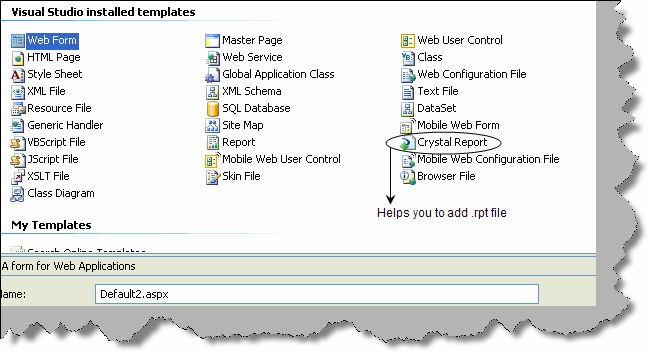 Visual Studio installed templates
Web Form
Master Page
Web User Control
HTML Page
Web Service
Class
Style Sheet
Global Application Class
Web Configuration File
XML File
XML Schema
Text File
Resource File
SQL Database
DataSet
Generic Handler
Site Map
Mobile Web Form
VBScript File
Report
Crystal Report
JScript File
Mobile Web User Control
Mobile Web Configuration File
XSLT File
Skin File
Browser File
Class Diagram
Helps you to add .rpt file
My Templates
Search Online Templates
A form for Web Applications
lame:
Default2.aspx